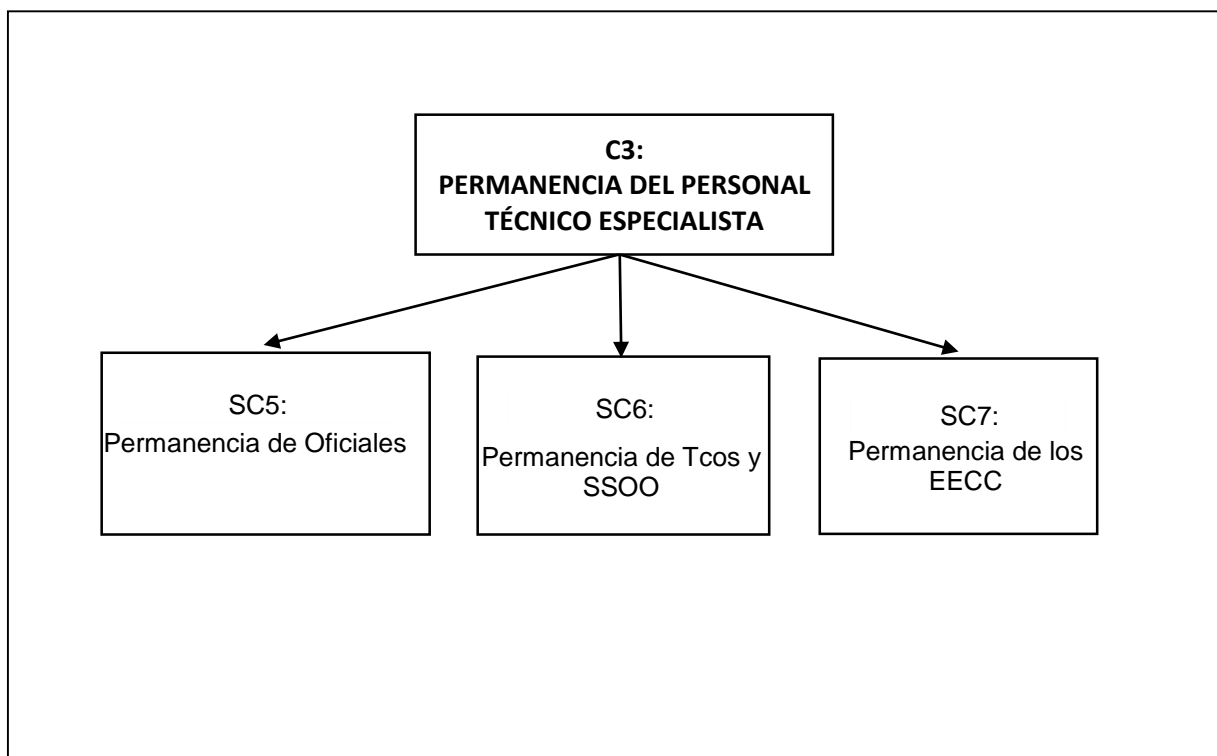 C3:
PERMANENCIA DEL PERSONAL
TÉCNICO ESPECIALISTA
SC5:
Permanencia de Oficiales
SC6:
Permanencia de Tcos y
SSOO
SC7:
Permanencia de los
EECC